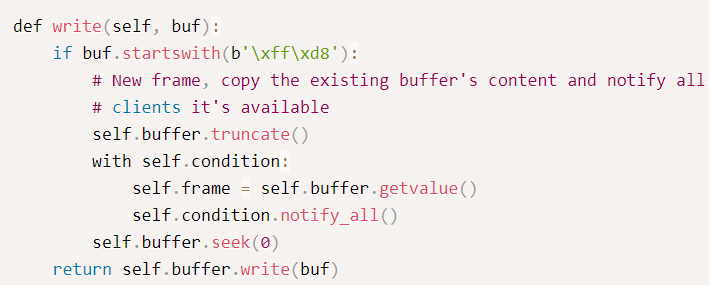 def write(self, buf):
    if buf.startswith(b'\xff\xd8'):
        # New frame, copy the existing buffer's content and notify all
        # clients it's available
        self.buffer.truncate()
        with self.condition:
            self.frame = self.buffer.getvalue()
            self.condition.notify_all()
        self.buffer.seek(0)
    return self.buffer.write(buf)